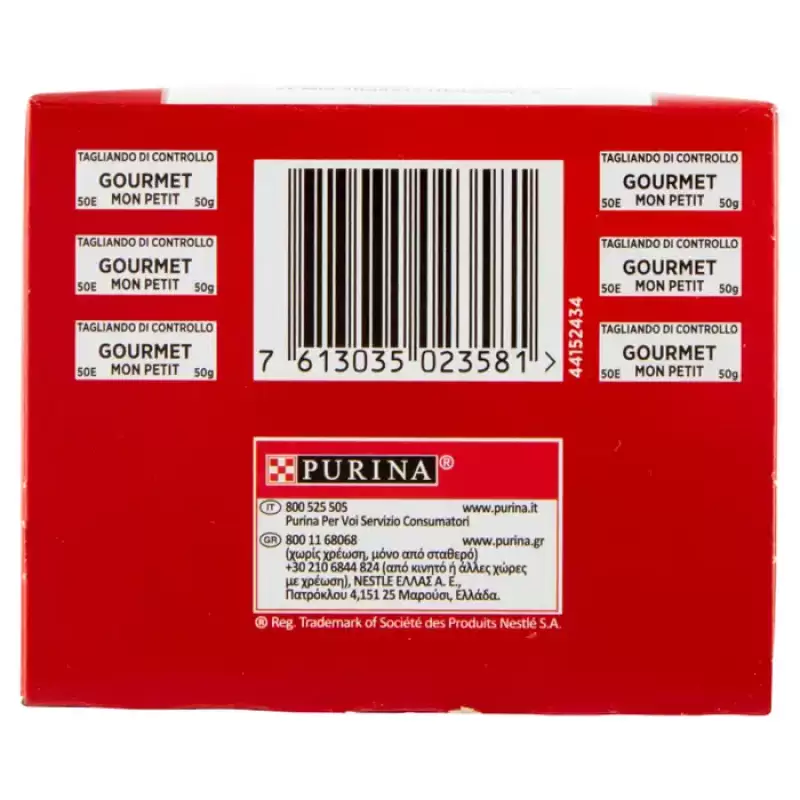 TAGLIANDO DI CONTROLLO
GOURMET
50E MON PETIT 50g
TAGLIANDO DI CONTROLLO
GOURMET
50E MON PETIT 50g
TAGLIANDO DI CONTROLLO
GOURMET
50E MON PETIT 50g
7 613035 023581 >
44152434
TAGLIANDO DI CONTROLLO
GOURMET
50E MON PETIT 50g
TAGLIANDO DI CONTROLLO
GOURMET
50E MON PETIT 50g
TAGLIANDO DI CONTROLLO
GOURMET
50E MON PETIT 50g
PURINA®
IT 800 525 505 www.purina.it
Purina Per Voi Servizio Consumatori
GR 800 11 68068 www.purina.gr
(χωρίς χρέωση, μόνο από σταθερό)
+30 210 6844 824 (από κινητό ή άλλες χώρες
με χρέωση), NESTLE ΕΛΛΑΣ Α. Ε.,
Πατρόκλου 4,151 25 Μαρούσι, Ελλάδα.
® Reg. Trademark of Société des Produits Nestlé S.A.